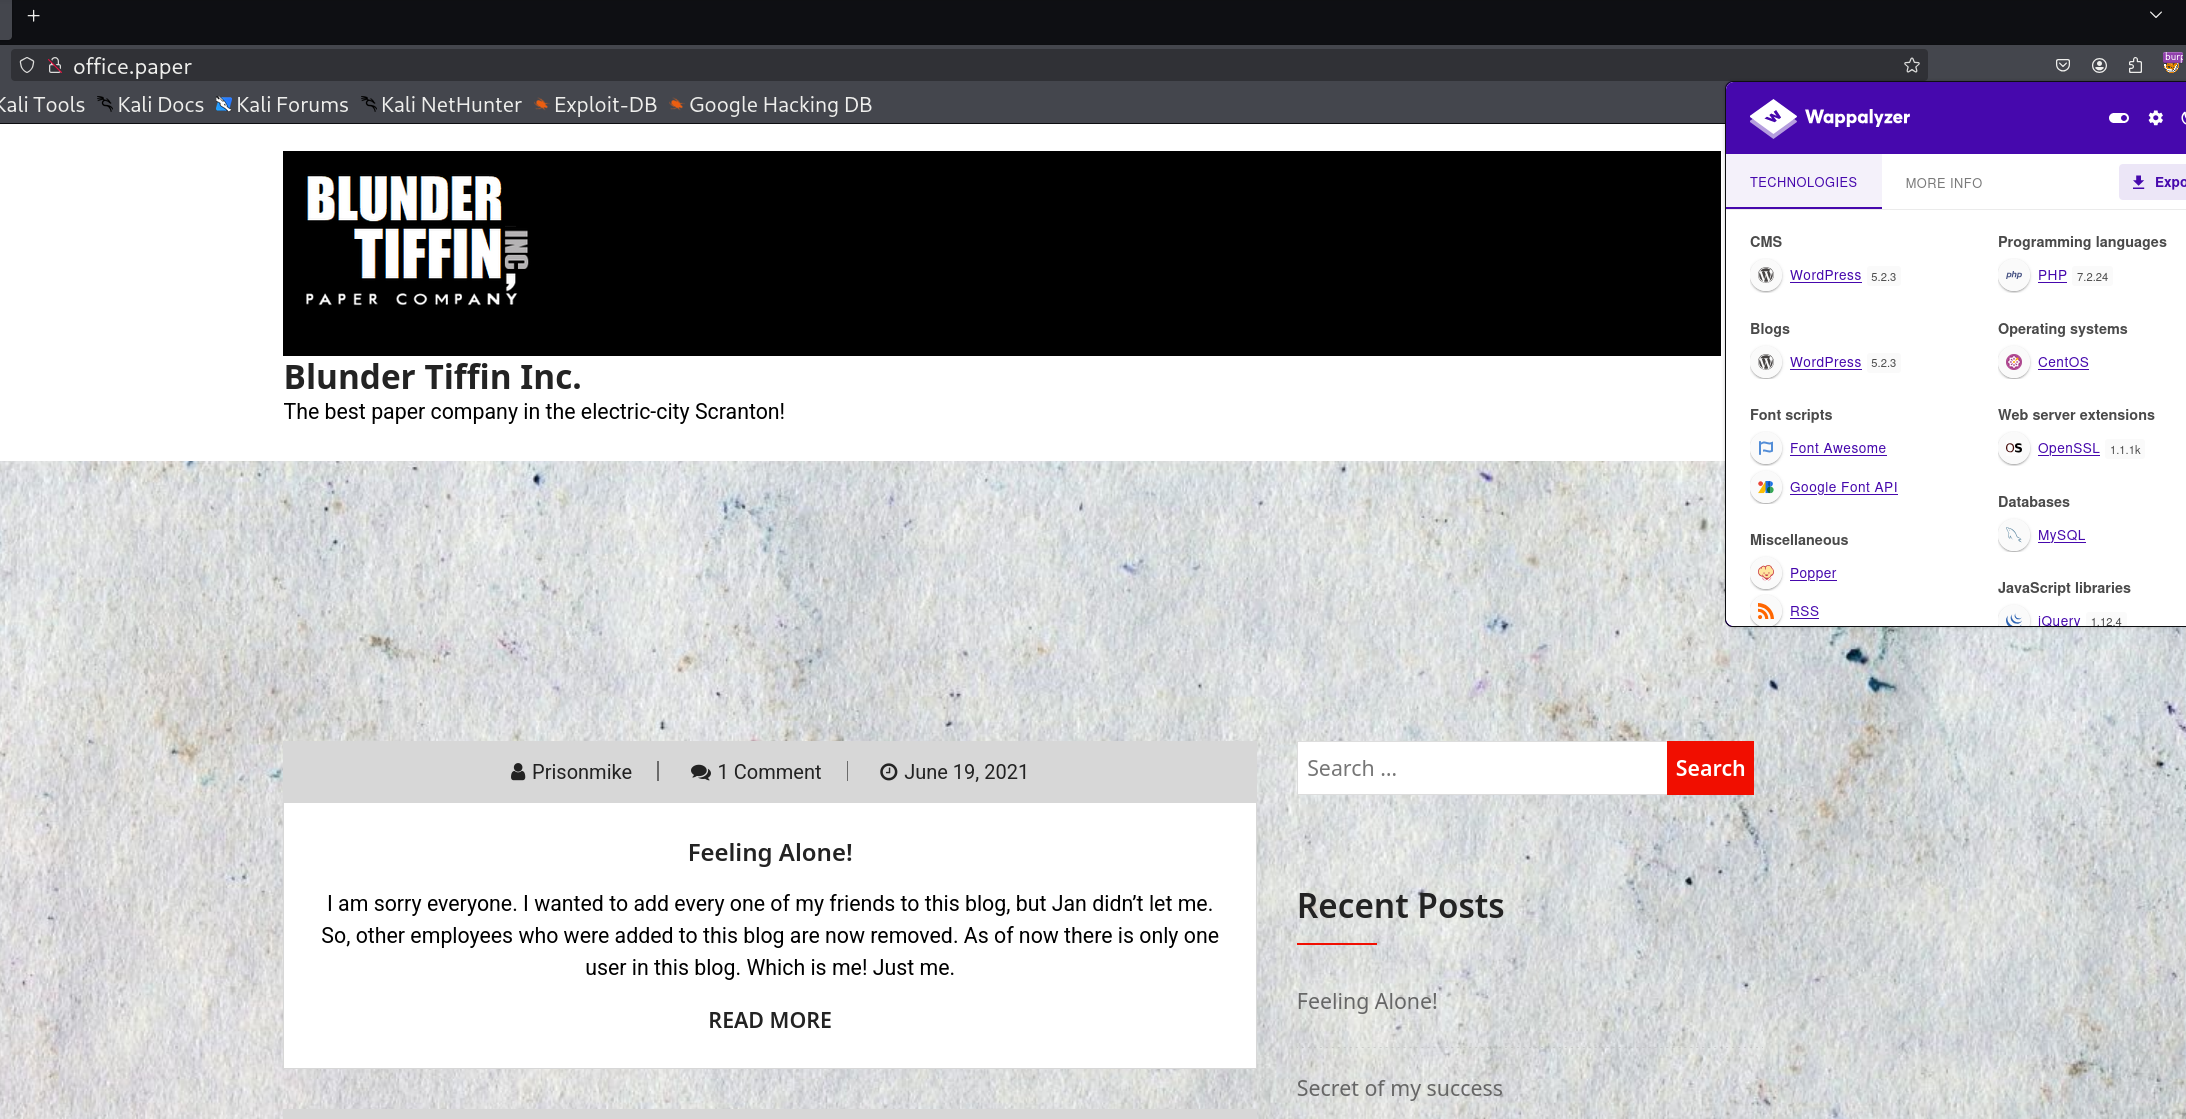 office.paper
Kali Tools Kali Docs Kali Forums Kali NetHunter Exploit-DB Google Hacking DB
BLUNDER
TIFFIN, INC
PAPER COMPANY
Blunder Tiffin Inc.
The best paper company in the electric-city Scranton!
Wappalyzer
TECHNOLOGIES MORE INFO
CMS
WordPress 5.2.3
Blogs
WordPress 5.2.3
Font scripts
Font Awesome
Google Font API
Miscellaneous
Popper
RSS
Programming languages
php PHP 7.2.24
Operating systems
CentOS
Web server extensions
OS OpenSSL 1.1.1k
Databases
MySQL
JavaScript libraries
jQuery 1.12.4
Prisonmike 1 Comment June 19, 2021
Feeling Alone!
I am sorry everyone. I wanted to add every one of my friends to this blog, but Jan didn’t let me.
So, other employees who were added to this blog are now removed. As of now there is only one
user in this blog. Which is me! Just me.
READ MORE
Search ... Search
Recent Posts
Feeling Alone!
Secret of my success